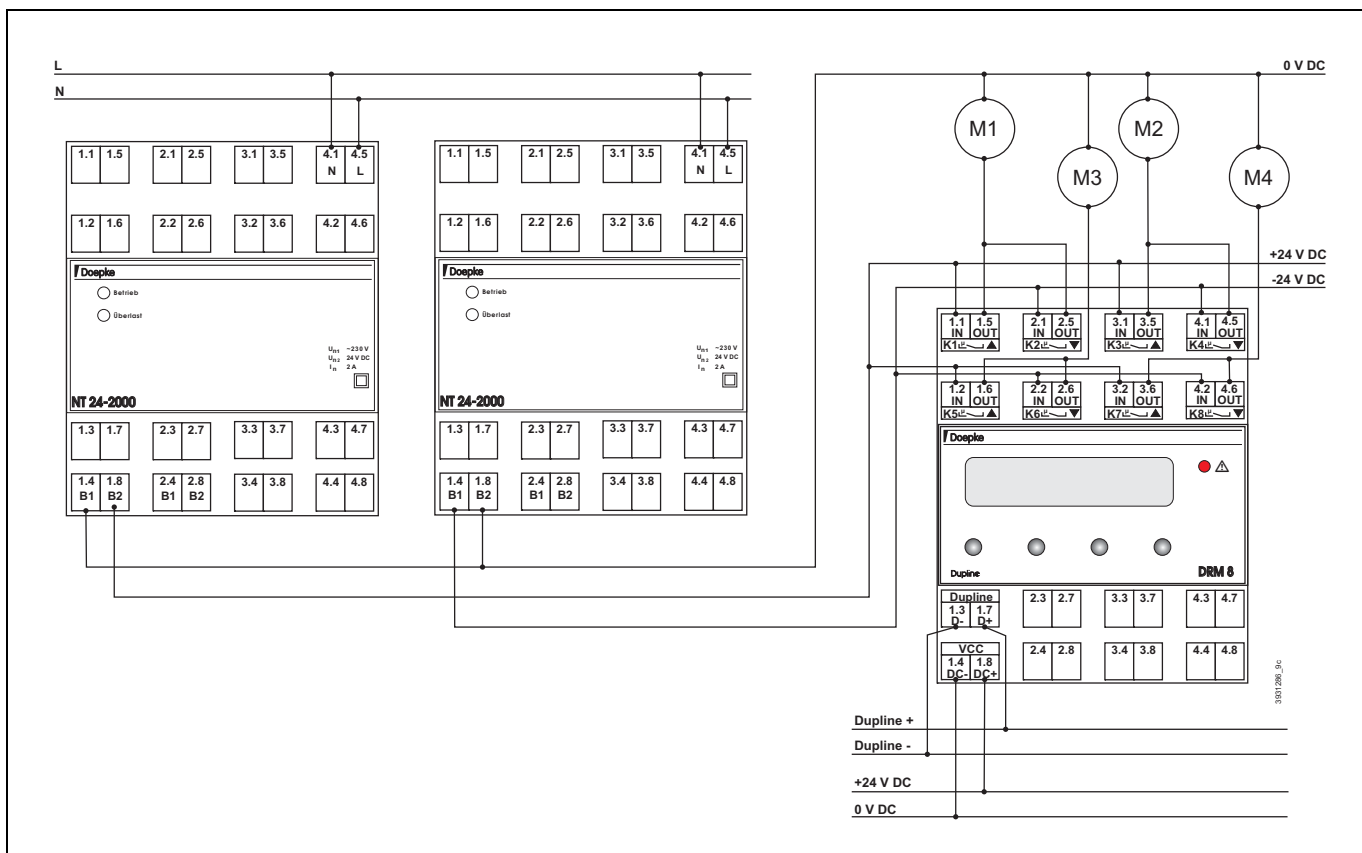 L
N
0 V DC
M1
M2
M3
M4
+24 V DC
-24 V DC
1.1 1.5 2.1 2.5 3.1 3.5 4.1 4.5
N L
1.2 1.6 2.2 2.6 3.2 3.6 4.2 4.6
Doepke
Betrieb
Überlast
Un1 ~230 V
Un2 24 V DC
In 2 A
NT 24-2000
1.3 1.7 2.3 2.7 3.3 3.7 4.3 4.7
1.4 1.8 2.4 2.8 3.4 3.8 4.4 4.8
B1 B2 B1 B2
1.1 1.5 2.1 2.5 3.1 3.5 4.1 4.5
N L
1.2 1.6 2.2 2.6 3.2 3.6 4.2 4.6
Doepke
Betrieb
Überlast
Un1 ~230 V
Un2 24 V DC
In 2 A
NT 24-2000
1.3 1.7 2.3 2.7 3.3 3.7 4.3 4.7
1.4 1.8 2.4 2.8 3.4 3.8 4.4 4.8
B1 B2 B1 B2
1.1 1.5 2.1 2.5 3.1 3.5 4.1 4.5
IN OUT IN OUT IN OUT IN OUT
K1 K2 K3 K4
1.2 1.6 2.2 2.6 3.2 3.6 4.2 4.6
IN OUT IN OUT IN OUT IN OUT
K5 K6 K7 K8
Doepke
Dupline DRM 8
Dupline
1.3 1.7 2.3 2.7 3.3 3.7 4.3 4.7
D- D+
VCC
1.4 1.8 2.4 2.8 3.4 3.8 4.4 4.8
DC- DC+
3931286_9c
Dupline +
Dupline -
+24 V DC
0 V DC